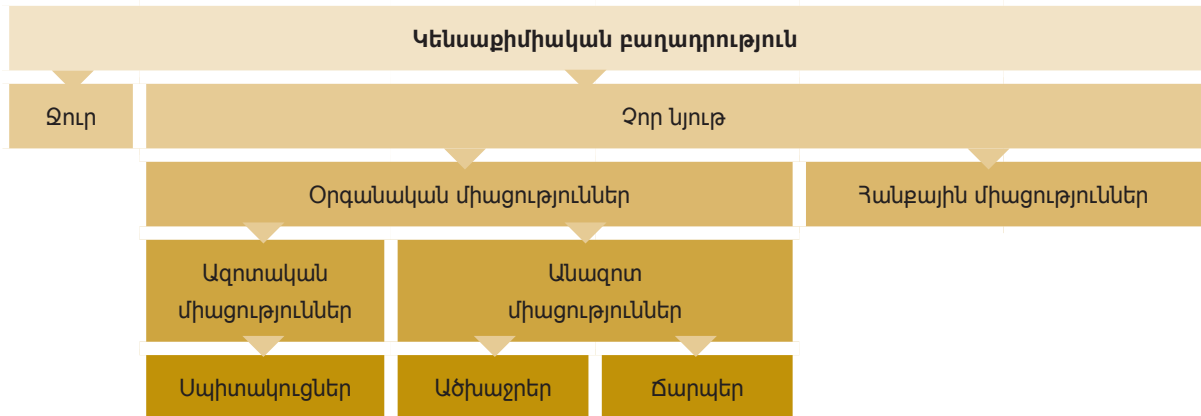 Կենսաքիմիական բաղադրություն
Ջուր
Չոր նյութ
Օրգանական միացություններ
Հանքային միացություններ
Ազոտական
միացություններ
Անազոտ
միացություններ
Սպիտակուցներ
Ածխաջրեր
Ճարպեր